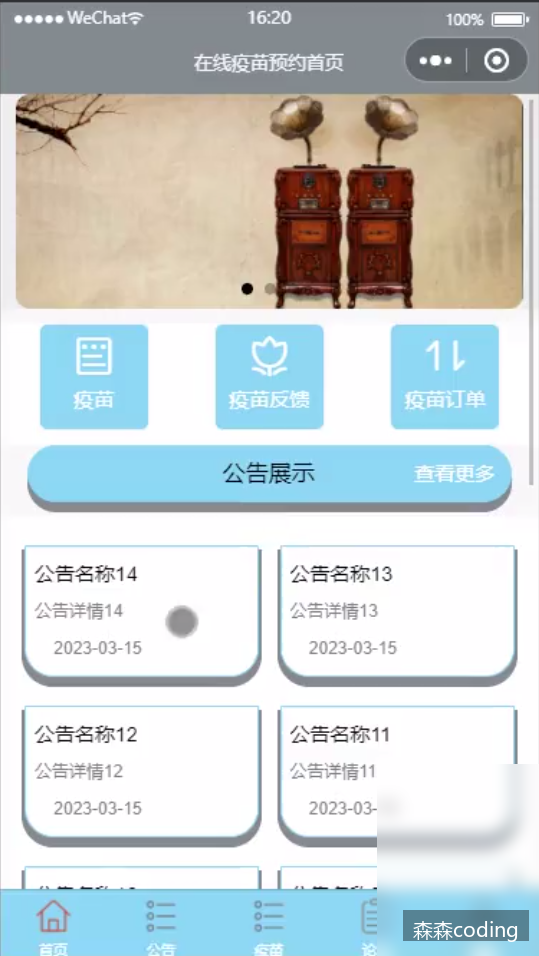 WeChat
16:20
100%
在线疫苗预约首页
疫苗
疫苗反馈
疫苗订单
公告展示
查看更多
公告名称14
公告详情14
2023-03-15
公告名称13
公告详情13
2023-03-15
公告名称12
公告详情12
2023-03-15
公告名称11
公告详情11
2023-03-
首页
公告
疫苗
论
森森coding